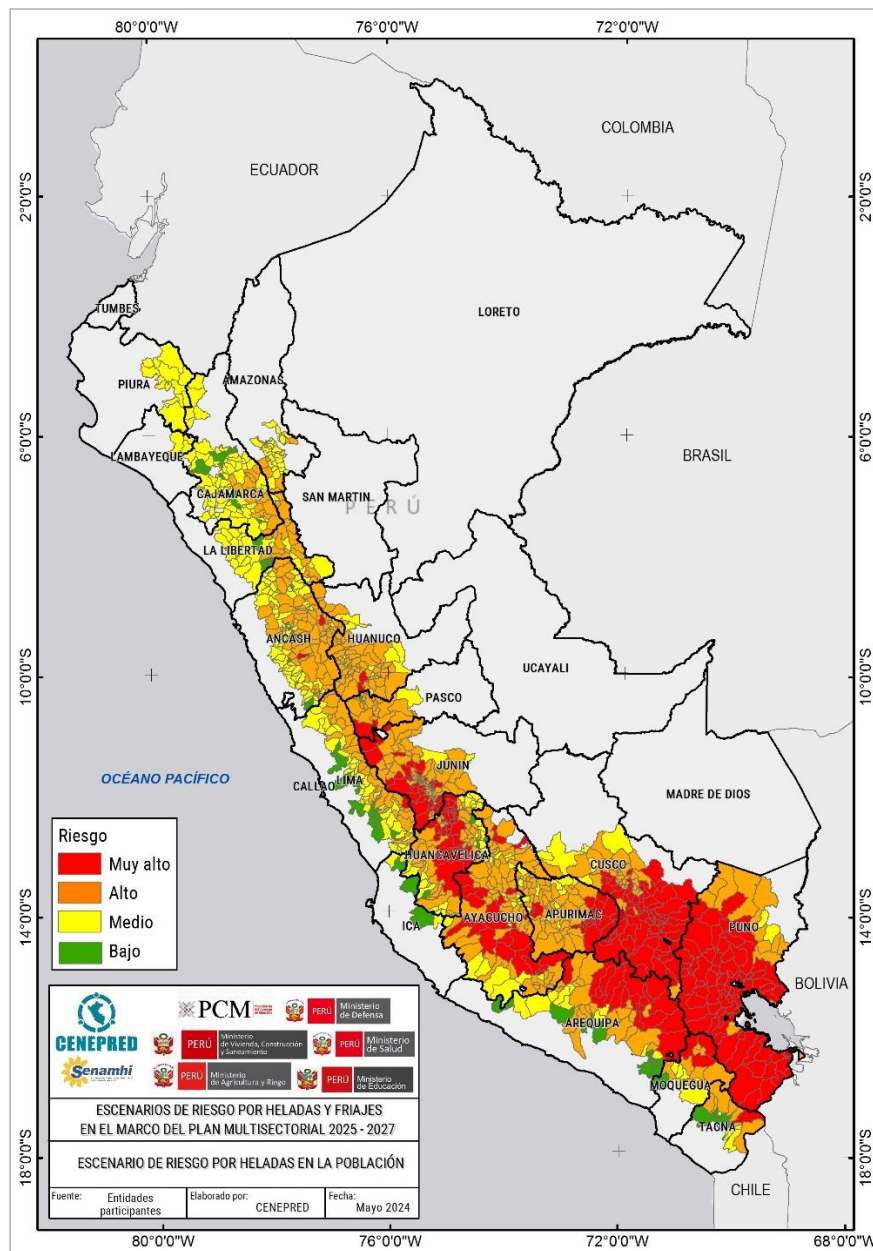 80°0'0"W
76°0'0"W
72°0'0"W
COLOMBIA
ECUADOR
2°0'0"S
2°0'0"S
LORETO
TUMBES
PIURA
AMAZONAS
6°0'0"S
6°0'0"S
LAMBAYEQUE
BRASIL
CAJAMARCA
SAN MARTIN
PERÚ
LA LIBERTAD
ANCASH
HUANUCO
UCAYALI
10°0'0"S
10°0'0"S
PASCO
OCÉANO PACÍFICO
JUNIN
LIMA
CALLAO
MADRE DE DIOS
Riesgo
Muy alto
Alto
Medio
Bajo
HUANCAVELICA
CUSCO
14°0'0"S
14°0'0"S
ICA
AYACUCHO
APURIMAC
PUNO
BOLIVIA
AREQUIPA
MOQUEGUA
TACNA
CHILE
CENEPRED
Senamhi
PCM
PERÚ Ministerio de Defensa
PERÚ Ministerio de Vivienda, Construcción y Saneamiento
PERÚ Ministerio de Salud
PERÚ Ministerio de Agricultura y Riego
PERÚ Ministerio de Educación
ESCENARIOS DE RIESGO POR HELADAS Y FRIAJES
EN EL MARCO DEL PLAN MULTISECTORIAL 2025 - 2027
ESCENARIO DE RIESGO POR HELADAS EN LA POBLACIÓN
Fuente: Entidades participantes
Elaborado por: CENEPRED
Fecha: Mayo 2024
18°0'0"S
18°0'0"S
80°0'0"W
76°0'0"W
72°0'0"W
68°0'0"W